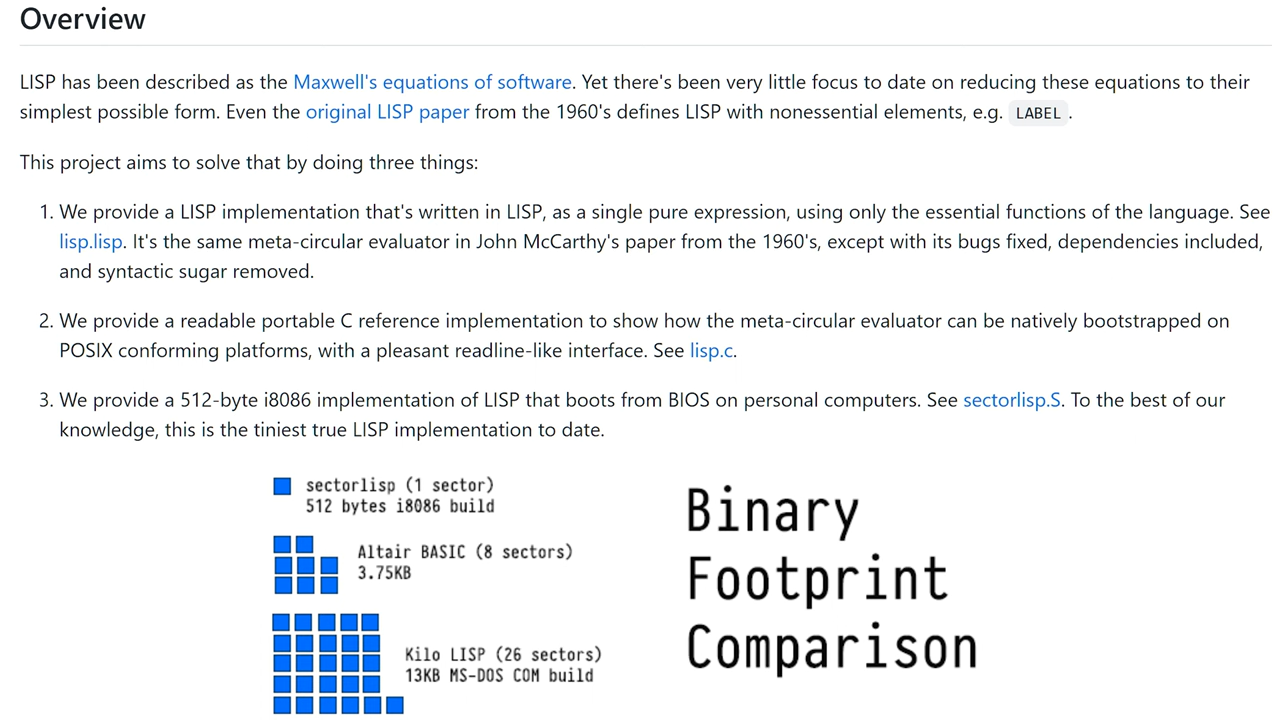 Overview
LISP has been described as the Maxwell's equations of software. Yet there's been very little focus to date on reducing these equations to their
simplest possible form. Even the original LISP paper from the 1960's defines LISP with nonessential elements, e.g. LABEL .
This project aims to solve that by doing three things:
1. We provide a LISP implementation that's written in LISP, as a single pure expression, using only the essential functions of the language. See
lisp.lisp. It's the same meta-circular evaluator in John McCarthy's paper from the 1960's, except with its bugs fixed, dependencies included,
and syntactic sugar removed.
2. We provide a readable portable C reference implementation to show how the meta-circular evaluator can be natively bootstrapped on
POSIX conforming platforms, with a pleasant readline-like interface. See lisp.c.
3. We provide a 512-byte i8086 implementation of LISP that boots from BIOS on personal computers. See sectorlisp.S. To the best of our
knowledge, this is the tiniest true LISP implementation to date.
sectorlisp (1 sector)
512 bytes i8086 build
Altair BASIC (8 sectors)
3.75KB
Kilo LISP (26 sectors)
13KB MS-DOS COM build
Binary
Footprint
Comparison